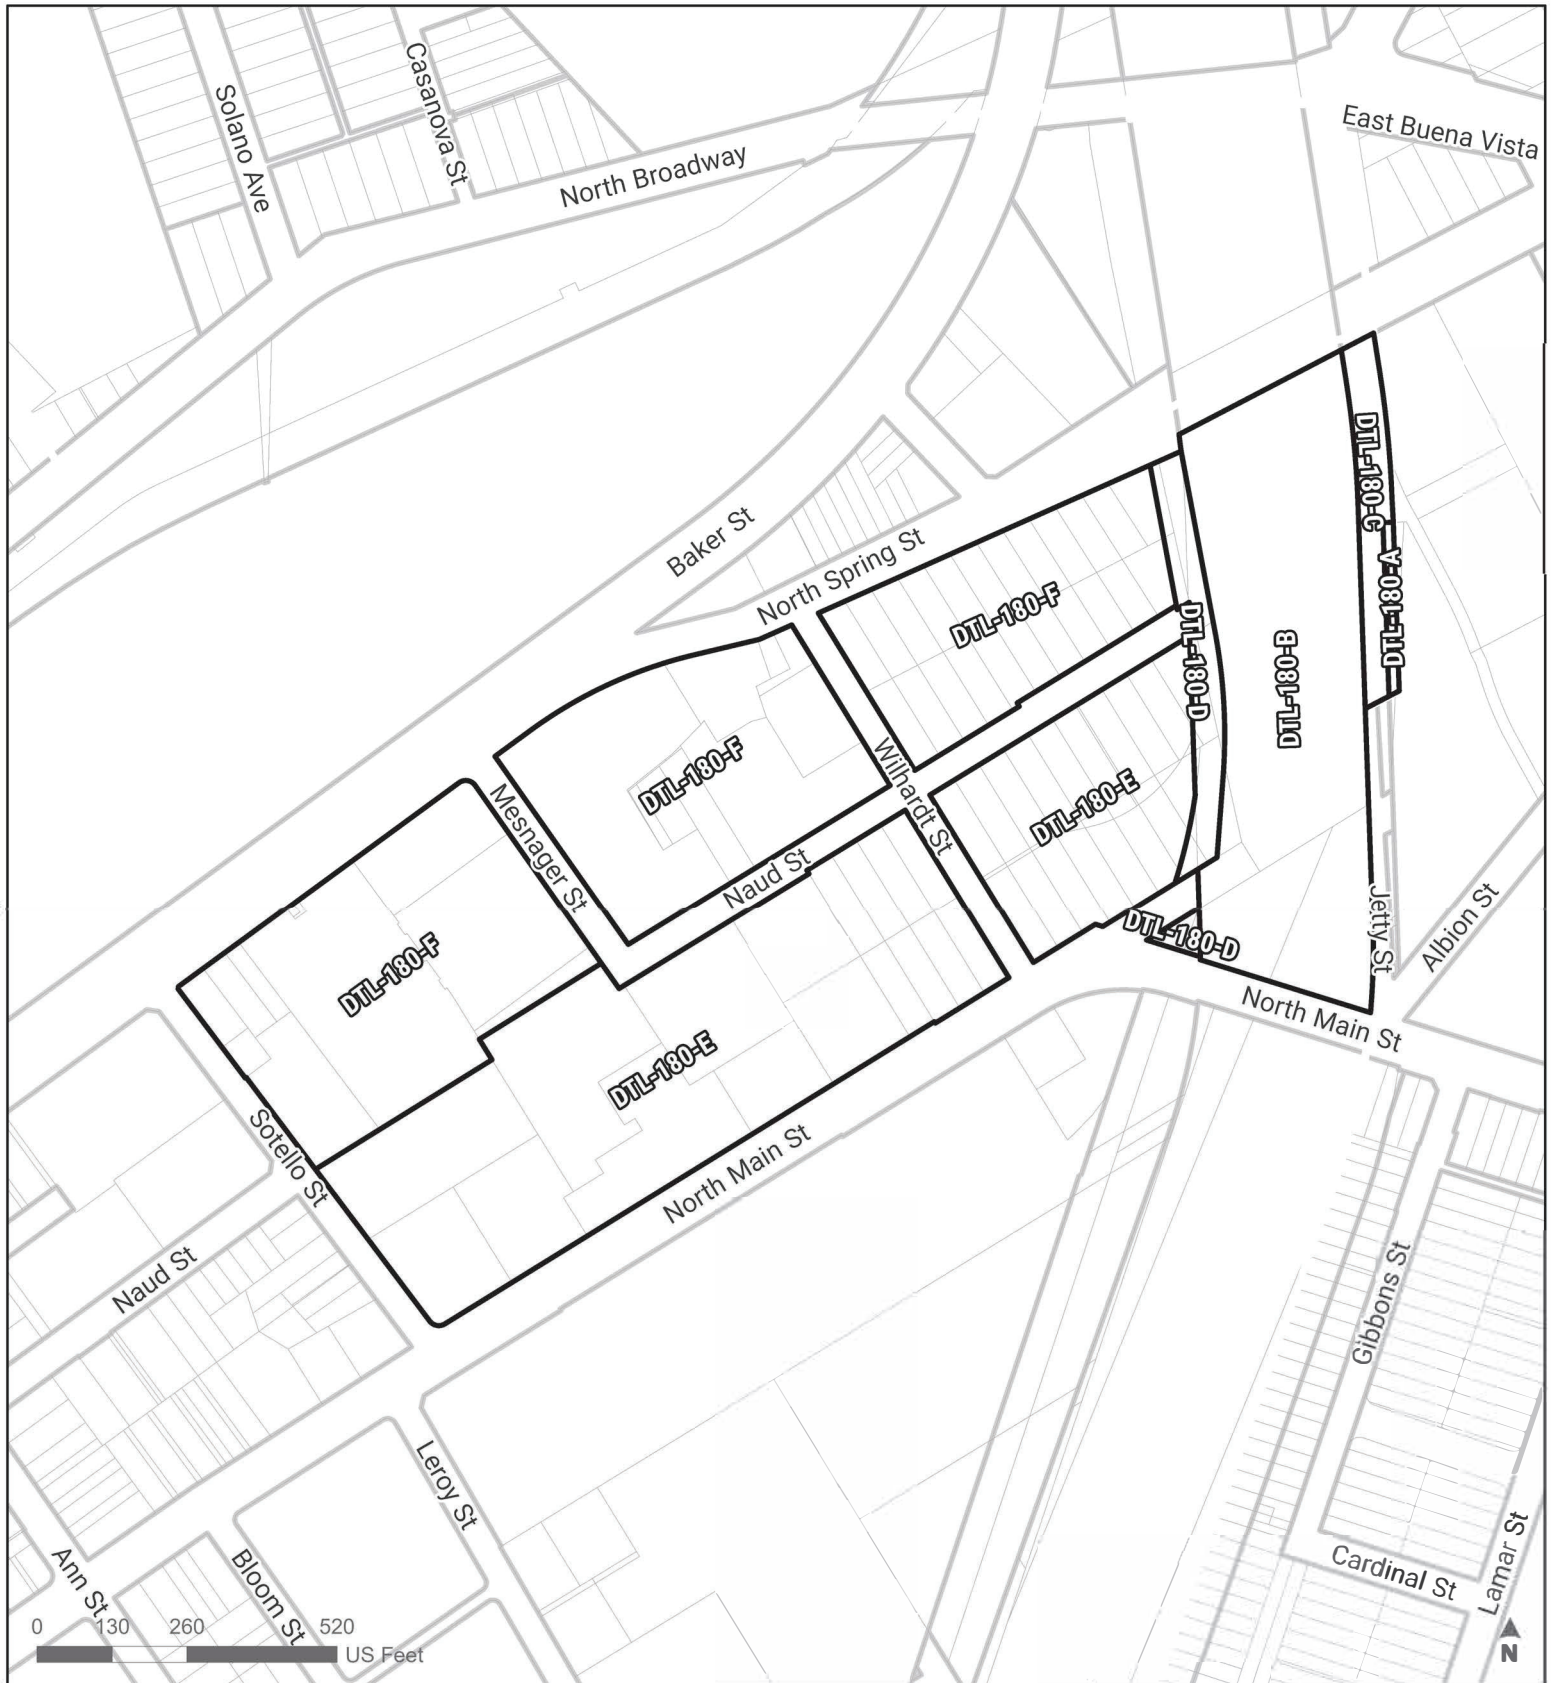 Casanova St
Solano Ave
East Buena Vista
North Broadway
DTL-180-C
Baker St
North Spring St
DTL-180-A
DTL-180-F
DTL-180-D
DTL-180-B
DTL-180-F
Wilhardt St
DTL-180-E
Mesnager St
Naud St
Jetty St
Albion St
DTL-180-D
DTL-180-F
North Main St
DTL-180-E
Sotello St
North Main St
Naud St
Gibbons St
Leroy St
Lamar St
Cardinal St
Ann St
Bloom St
0 130 260 520
US Feet
N